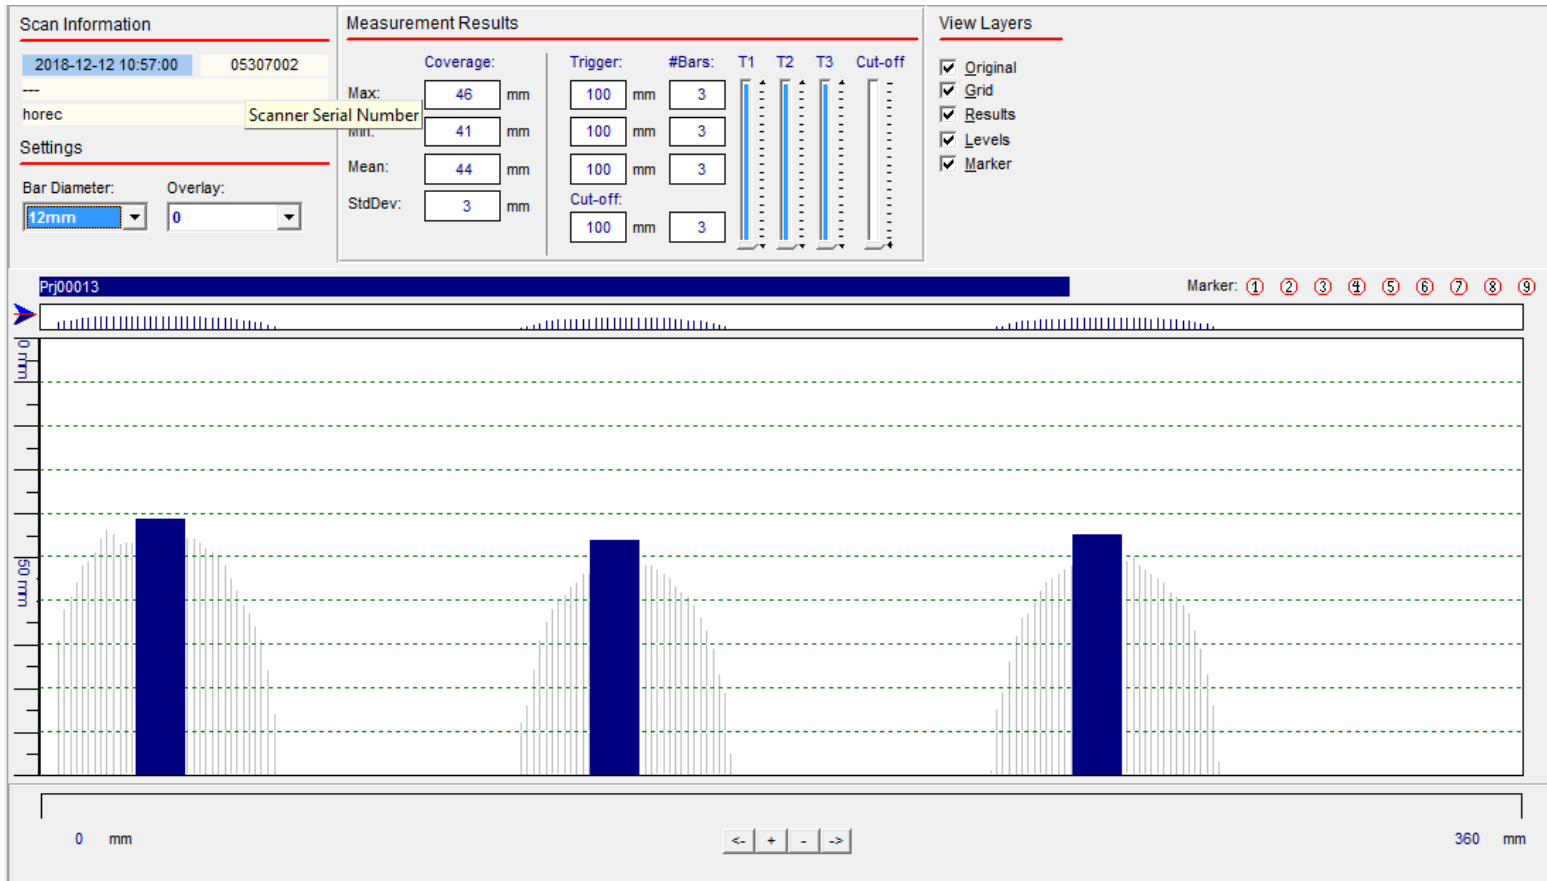 Scan Information
2018-12-12 10:57:00 05307002
---
horec
Scanner Serial Number
Settings
Bar Diameter: Overlay:
12mm 0
Measurement Results
Coverage: Trigger: #Bars: T1 T2 T3 Cut-off
Max: 46 mm 100 mm 3
Min: 41 mm 100 mm 3
Mean: 44 mm 100 mm 3
StdDev: 3 mm Cut-off:
100 mm 3
View Layers
Original
Grid
Results
Levels
Marker
Prj00013 Marker: 1 2 3 4 5 6 7 8 9
0 mm
50 mm
0 mm <- + - -> 360 mm